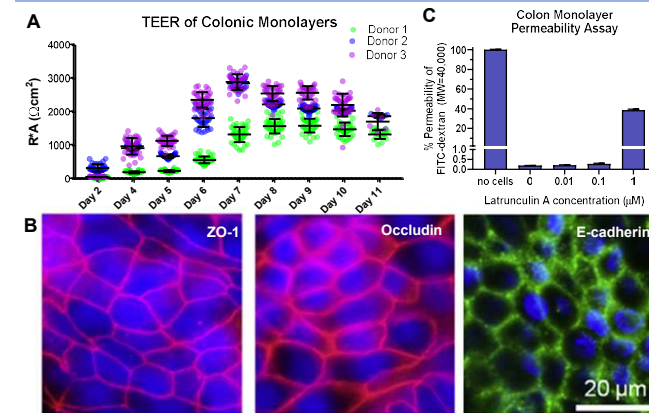 A
TEER of Colonic Monolayers
Donor 1
Donor 2
Donor 3
R*A (Ωcm²)
4000
3000
2000
1000
0
Day 2
Day 4
Day 5
Day 6
Day 7
Day 8
Day 9
Day 10
Day 11
C
Colon Monolayer
Permeability Assay
% Permeability of
FITC-dextran (MW=40,000)
100
80
60
40
20
1.0
0.5
0.0
no cells
0
0.01
0.1
1
Latrunculin A concentration (μM)
B
ZO-1
Occludin
E-cadherin
20 μm